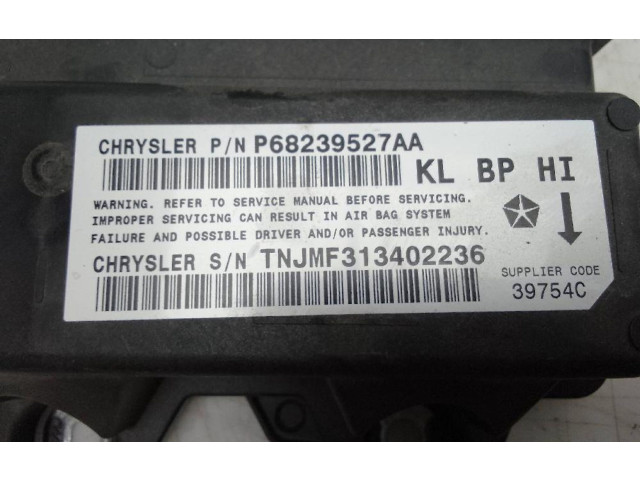 CHRYSLER P/N P68239527AA
KL BP HI
WARNING. REFER TO SERVICE MANUAL BEFORE SERVICING.
IMPROPER SERVICING CAN RESULT IN AIR BAG SYSTEM
FAILURE AND POSSIBLE DRIVER AND/OR PASSENGER INJURY.
CHRYSLER S/N TNJMF313402236
SUPPLIER CODE
39754C